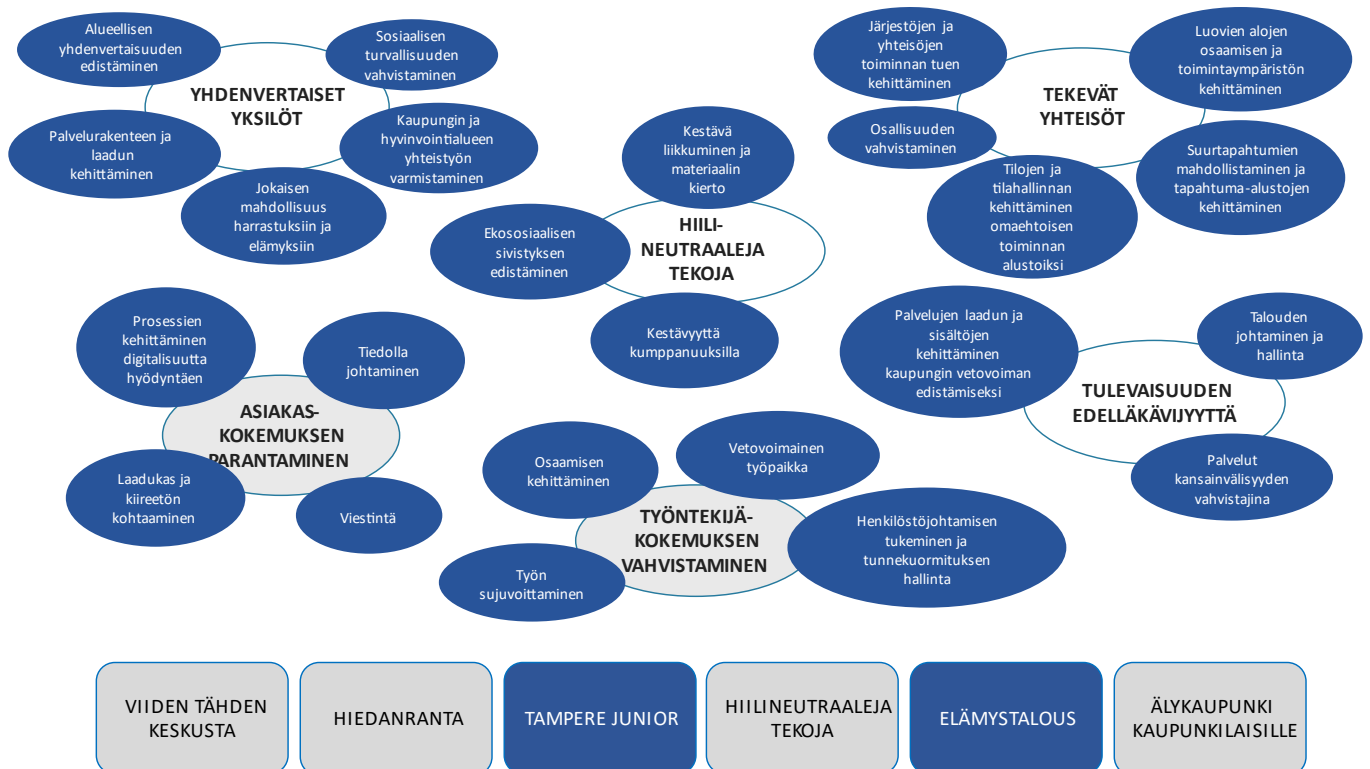 Alueellisen
yhdenvertaisuuden
edistäminen
Sosiaalisen
turvallisuuden
vahvistaminen
YHDENVERTAISET
YKSILÖT
Palvelurakenteen ja
laadun
kehittäminen
Kaupungin ja
hyvinvointialueen
yhteistyön
varmistaminen
Jokaisen
mahdollisuus
harrastuksiin ja
elämyksiin
Kestävä
liikkuminen ja
materiaalin
kierto
Ekososiaalisen
sivistyksen
edistäminen
HIILI-
NEUTRAALEJA
TEKOJA
Kestävyyttä
kumppanuuksilla
Järjestöjen ja
yhteisöjen
toiminnan tuen
kehittäminen
Luovien alojen
osaamisen ja
toimintaympäristön
kehittäminen
TEKEVÄT
YHTEISÖT
Osallisuuden
vahvistaminen
Suurtapahtumien
mahdollistaminen ja
tapahtuma-alustojen
kehittäminen
Tilojen ja
tilahallinnan
kehittäminen
omaehtoisen
toiminnan
alustoiksi
Prosessien
kehittäminen
digitalisuutta
hyödyntäen
Tiedolla
johtaminen
ASIAKAS-
KOKEMUKSEN
PARANTAMINEN
Laadukas ja
kiireetön
kohtaaminen
Viestintä
Osaamisen
kehittäminen
Vetovoimainen
työpaikka
TYÖNTEKIJÄ-
KOKEMUKSEN
VAHVISTAMINEN
Työn
sujuvoittaminen
Henkilöstöjohtamisen
tukeminen ja
tunnekuormituksen
hallinta
Palvelujen laadun ja
sisältöjen
kehittäminen
kaupungin vetovoiman
edistämiseksi
Talouden
johtaminen ja
hallinta
TULEVAISUUDEN
EDELLÄKÄVIJYYTTÄ
Palvelut
kansainvälisyyden
vahvistajina
VIIDEN TÄHDEN
KESKUSTA
HIEDANRANTA
TAMPERE JUNIOR
HIILINEUTRAALEJA
TEKOJA
ELÄMYSTALOUS
ÄLYKAUPUNKI
KAUPUNKILAISILLE